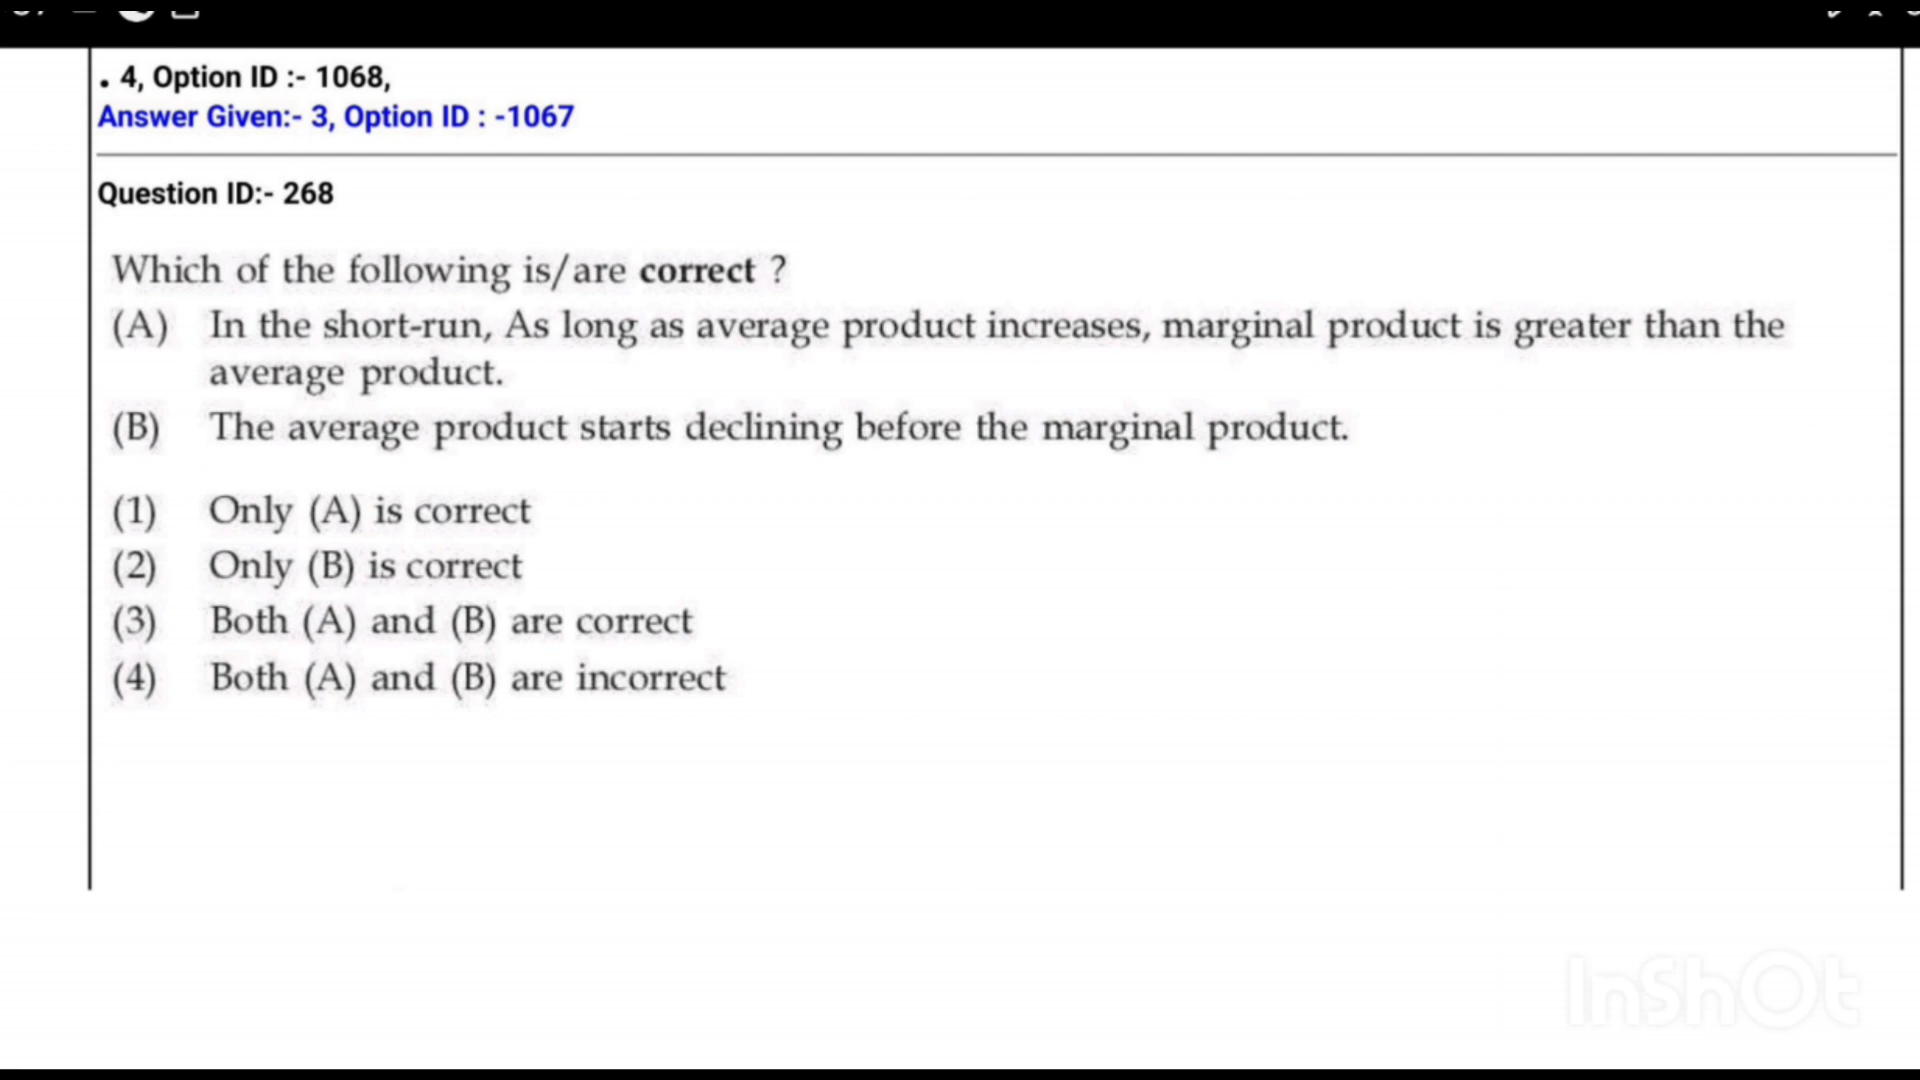 . 4, Option ID :- 1068,
Answer Given:- 3, Option ID : -1067
Question ID:- 268
Which of the following is/are correct ?
(A) In the short-run, As long as average product increases, marginal product is greater than the
average product.
(B) The average product starts declining before the marginal product.
(1) Only (A) is correct
(2) Only (B) is correct
(3) Both (A) and (B) are correct
(4) Both (A) and (B) are incorrect
InShOt